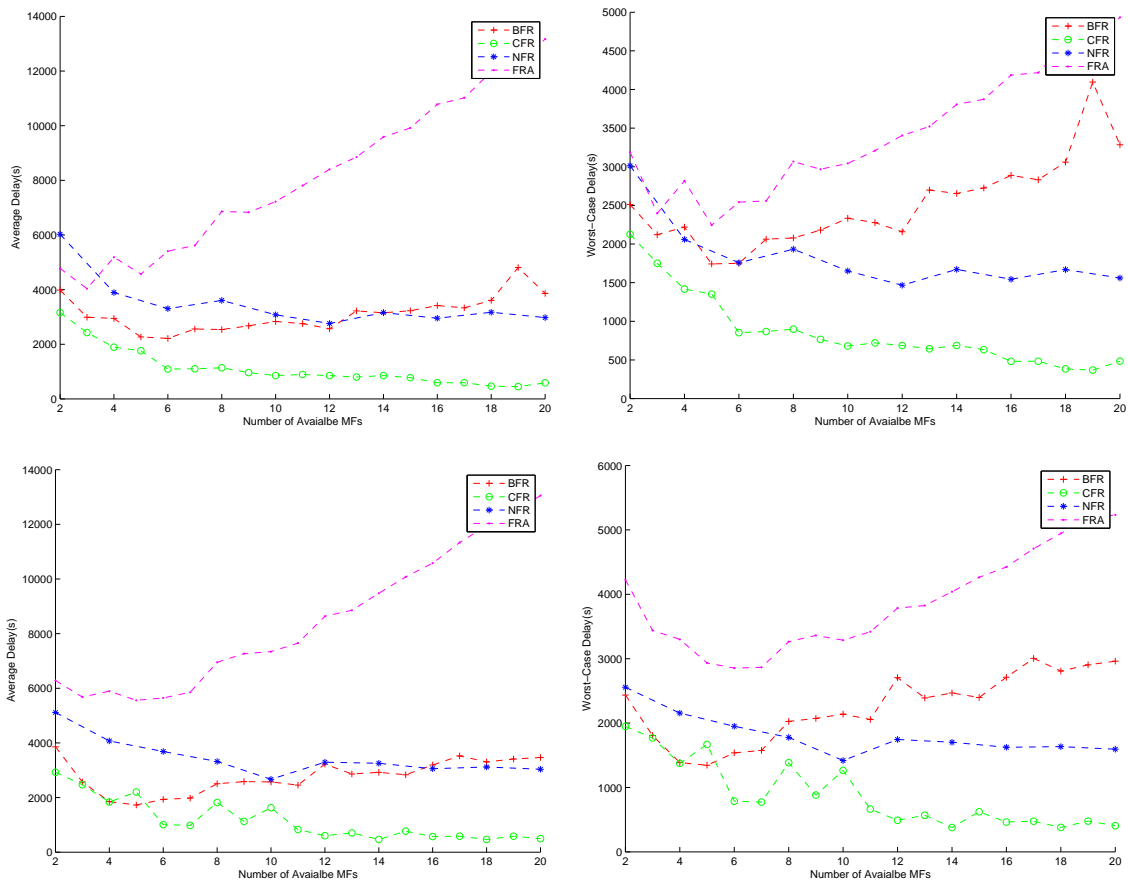 14000
12000
10000
8000
6000
4000
2000
0
2 4 6 8 10 12 14 16 18 20
Average Delay(s)
Number of Avaialbe MFs
BFR
CFR
NFR
FRA
5000
4500
4000
3500
3000
2500
2000
1500
1000
500
0
2 4 6 8 10 12 14 16 18 20
Worst-Case Delay(s)
Number of Avaialbe MFs
BFR
CFR
NFR
FRA
14000
12000
10000
8000
6000
4000
2000
0
2 4 6 8 10 12 14 16 18 20
Average Delay(s)
Number of Avaialbe MFs
BFR
CFR
NFR
FRA
6000
5000
4000
3000
2000
1000
0
2 4 6 8 10 12 14 16 18 20
Worst-Case Delay(s)
Number of Avaialbe MFs
BFR
CFR
NFR
FRA